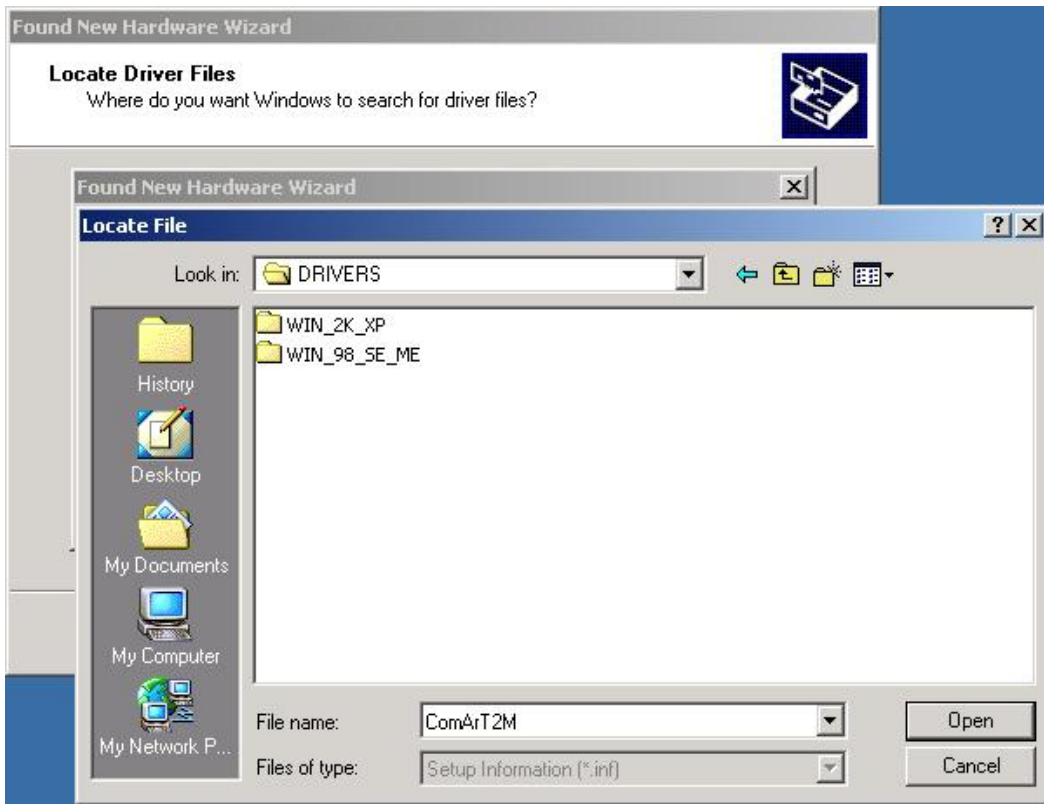 Found New Hardware Wizard
Locate Driver Files
Where do you want Windows to search for driver files?
Found New Hardware Wizard
Locate File
Look in: DRIVERS
WIN_2K_XP
WIN_98_SE_ME
History
Desktop
My Documents
My Computer
My Network P...
File name: ComArT2M Open
Files of type: Setup Information (*.inf) Cancel